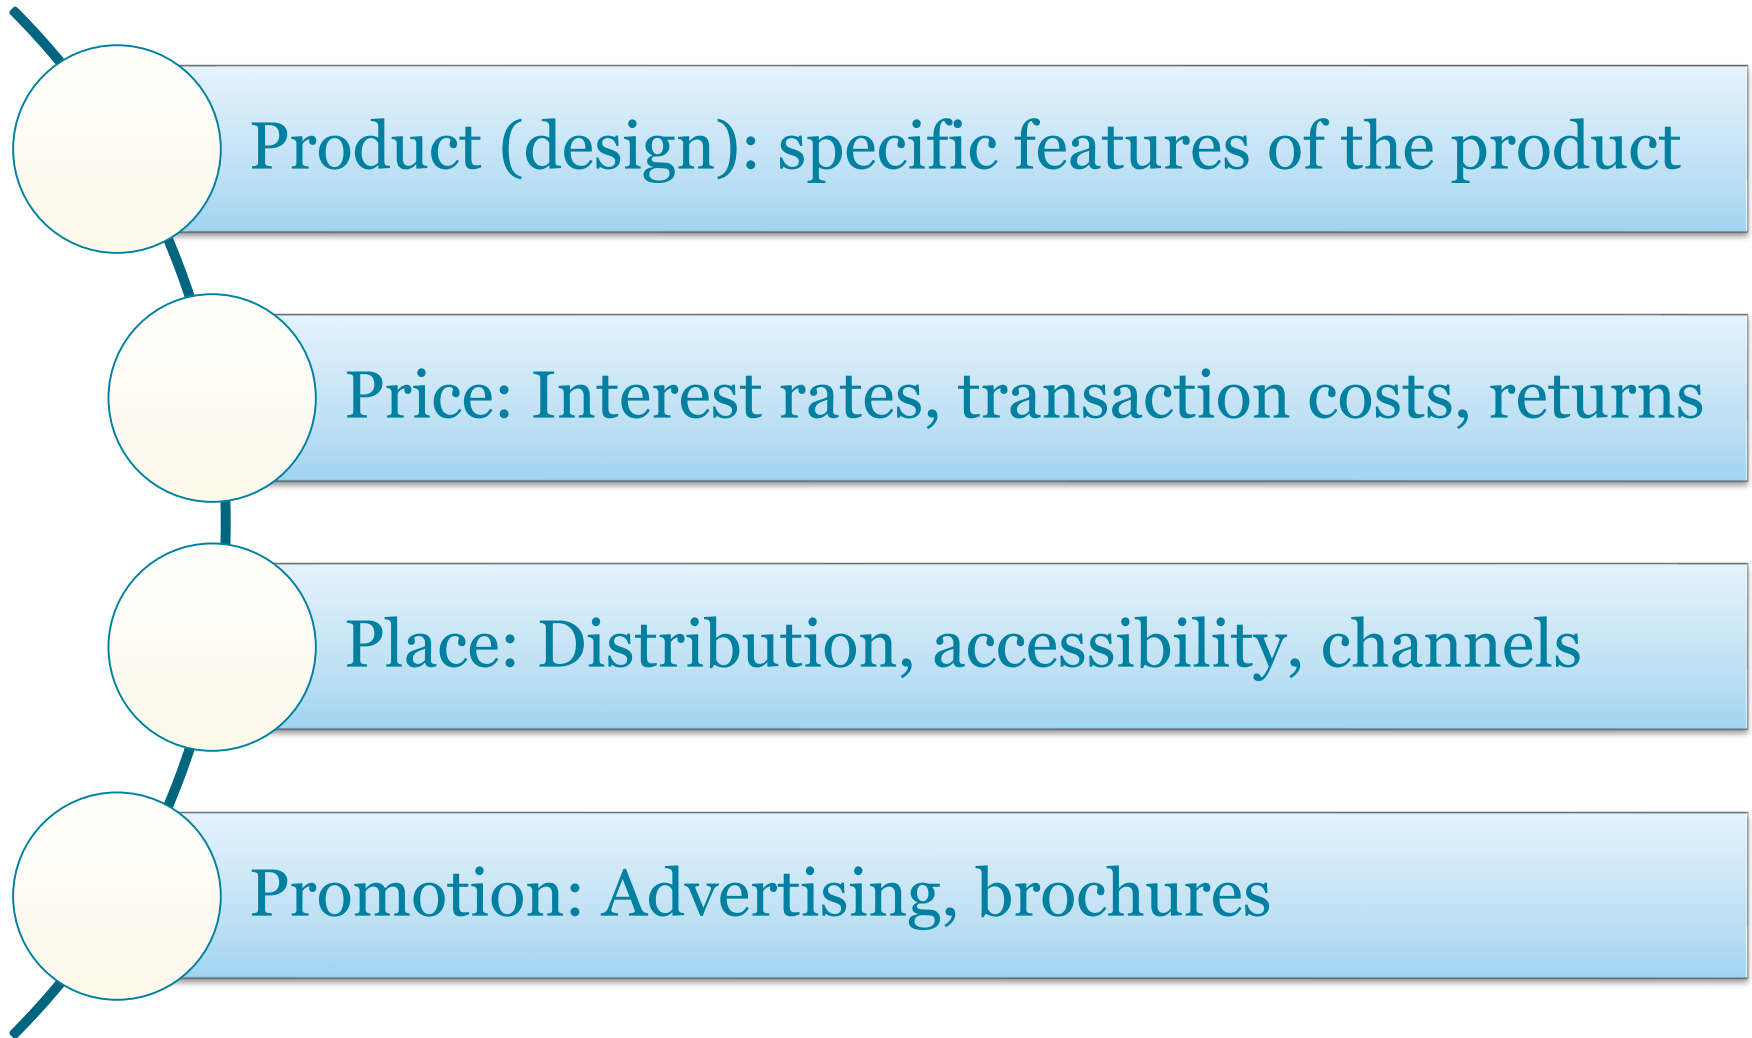 Product (design): specific features of the product
Price: Interest rates, transaction costs, returns
Place: Distribution, accessibility, channels
Promotion: Advertising, brochures